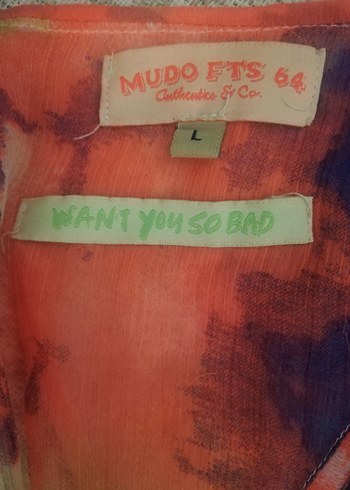 MUDO FTS 64
Authentics & Co.
L
WANT YOU SO BAD